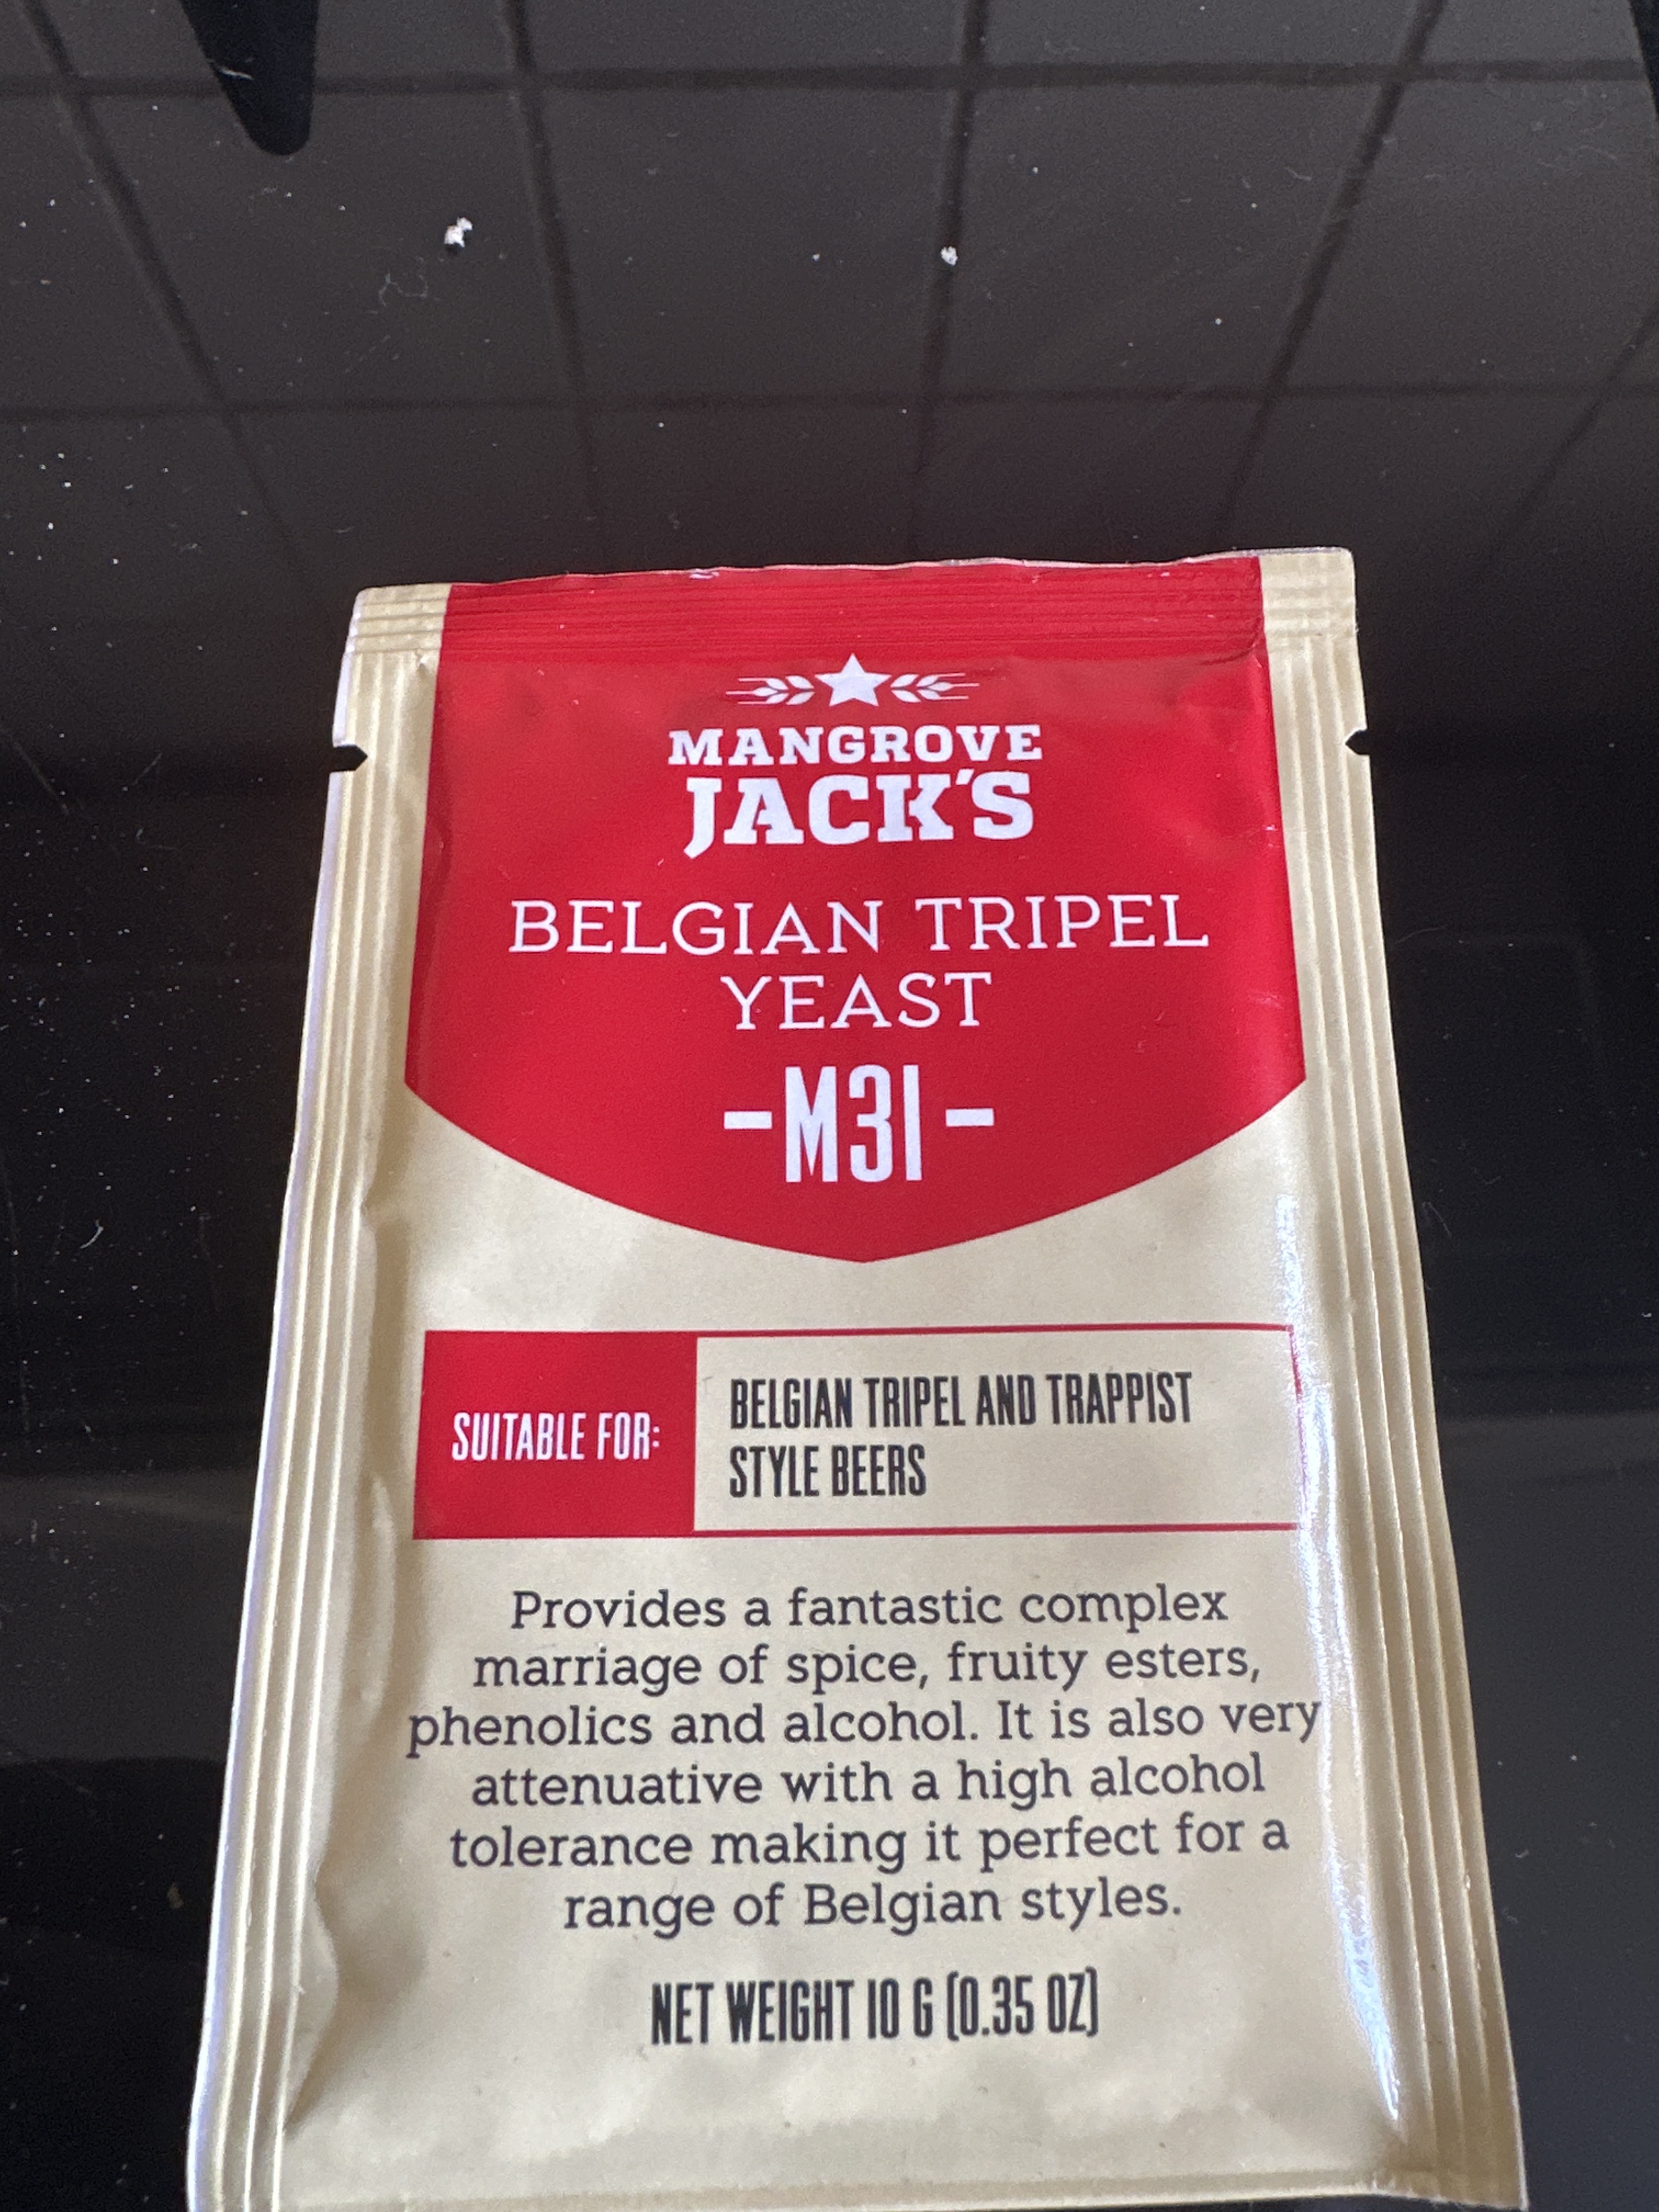 MANGROVE
JACK'S
BELGIAN TRIPEL
YEAST
-M31-
SUITABLE FOR:
BELGIAN TRIPEL AND TRAPPIST
STYLE BEERS
Provides a fantastic complex
marriage of spice, fruity esters,
phenolics and alcohol. It is also very
attenuative with a high alcohol
tolerance making it perfect for a
range of Belgian styles.
NET WEIGHT 10 G (0.35 OZ)